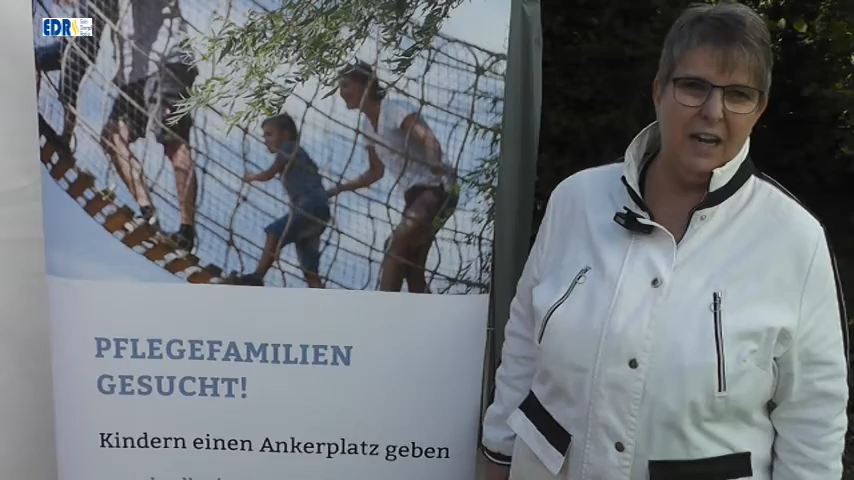 EDR
PFLEGEFAMILIEN
GESUCHT!
Kindern einen Ankerplatz geben